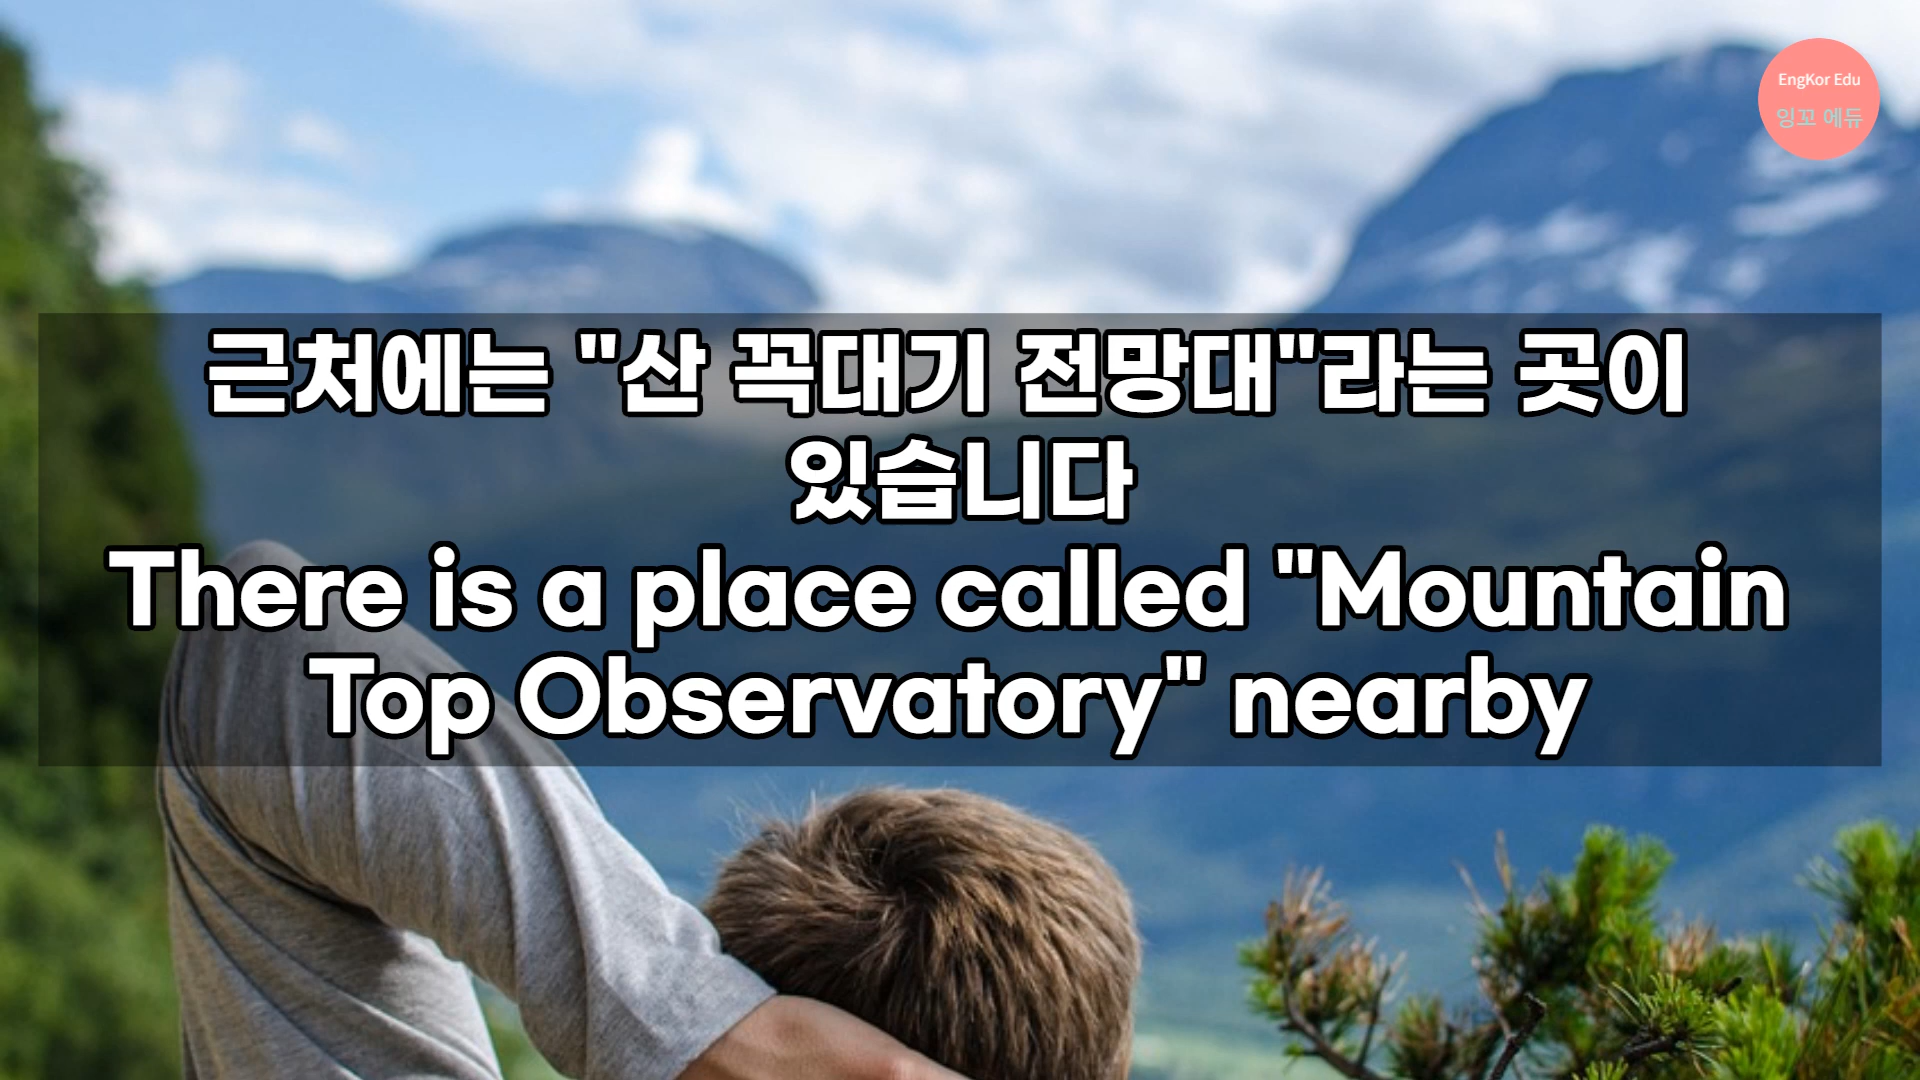 EngKor Edu
잉꼬 에듀
근처에는 "산 꼭대기 전망대"라는 곳이
있습니다
There is a place called "Mountain
Top Observatory" nearby